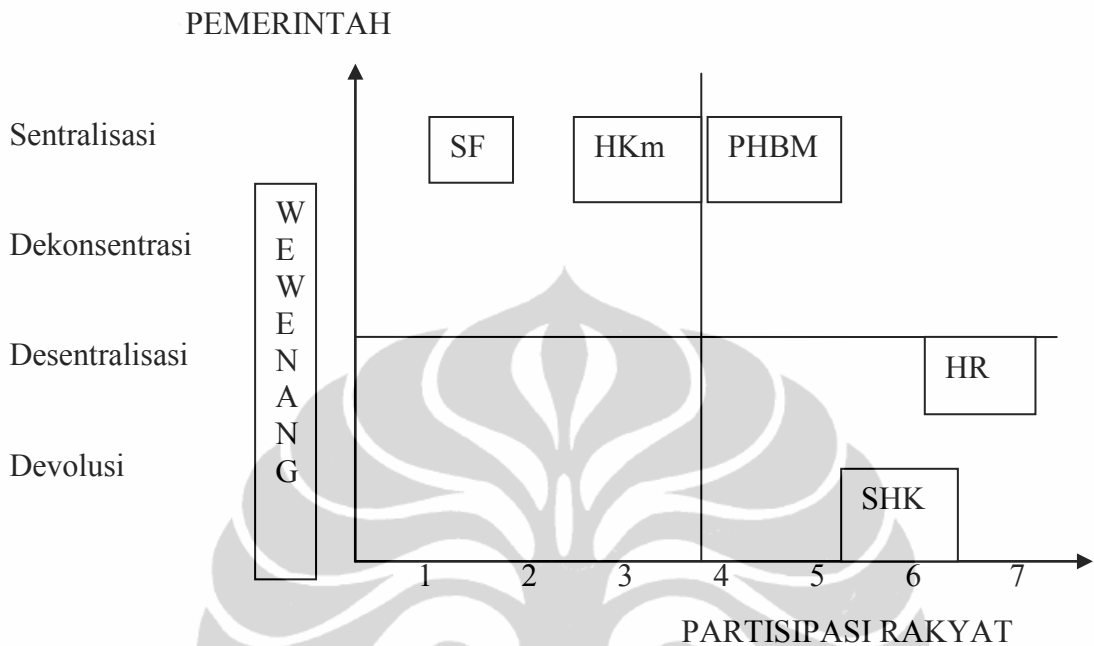 PEMERINTAH
Sentralisasi
SF
HKm
PHBM
WEWENANG
Dekonsentrasi
Desentralisasi
HR
Devolusi
SHK
1 2 3 4 5 6 7
PARTISIPASI RAKYAT